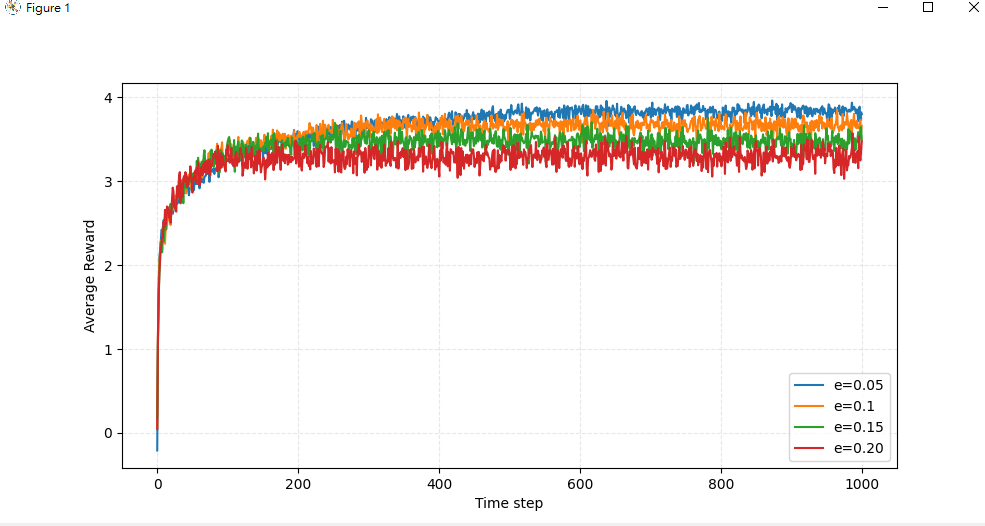 Figure 1
4
3
2
1
0
Average Reward
e=0.05
e=0.1
e=0.15
e=0.20
0 200 400 600 800 1000
Time step